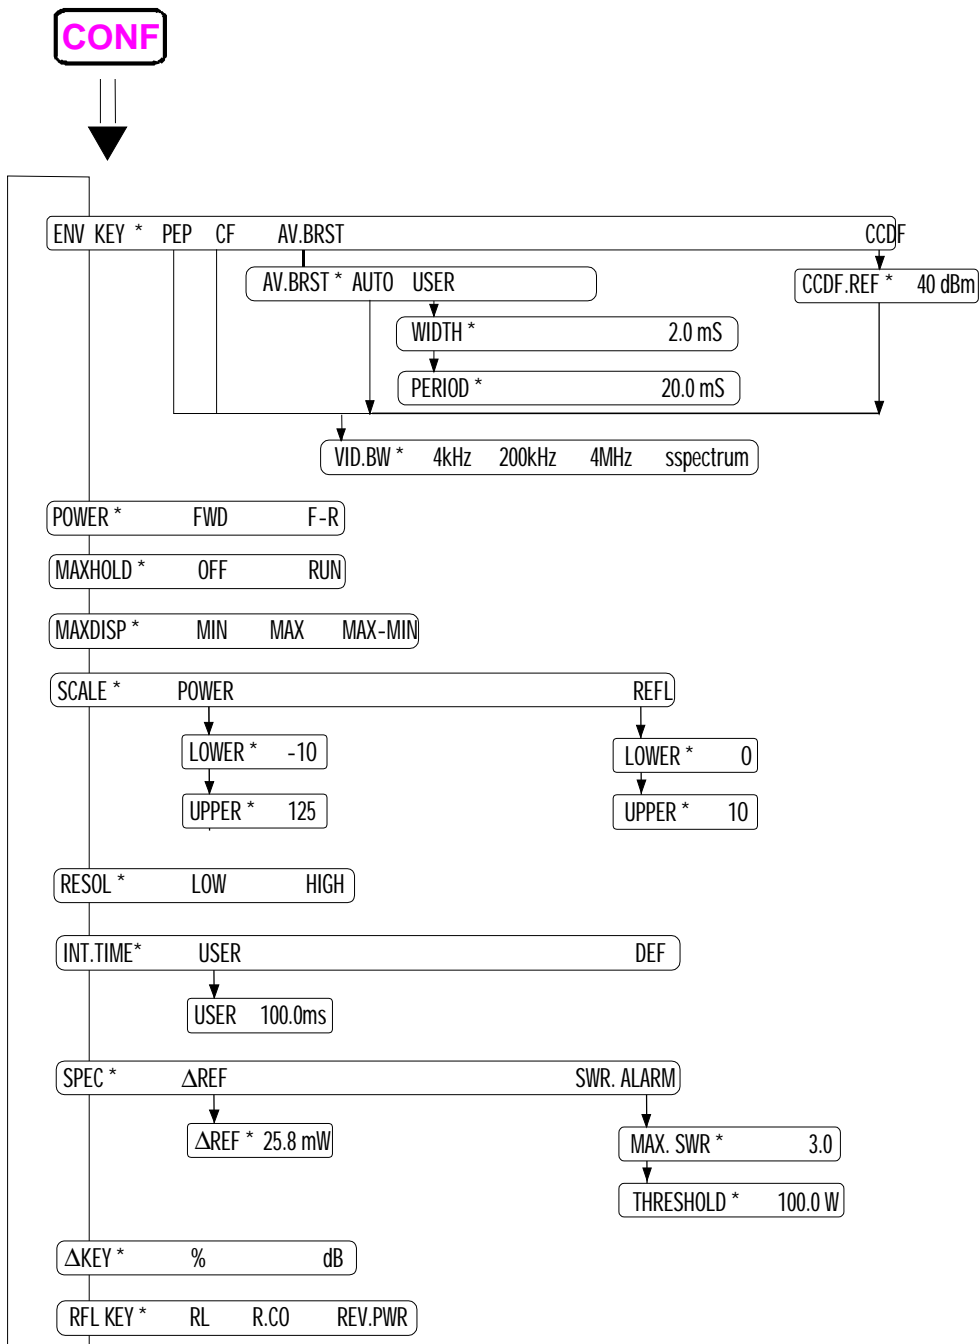 CONF
ENV KEY * PEP CF AV.BRST CCDF
AV.BRST * AUTO USER
CCDF.REF * 40 dBm
WIDTH * 2.0 mS
PERIOD * 20.0 mS
VID.BW * 4kHz 200kHz 4MHz sspectrum
POWER * FWD F-R
MAXHOLD * OFF RUN
MAXDISP * MIN MAX MAX-MIN
SCALE * POWER REFL
LOWER * -10 LOWER * 0
UPPER * 125 UPPER * 10
RESOL * LOW HIGH
INT.TIME* USER DEF
USER 100.0ms
SPEC * ΔREF SWR. ALARM
ΔREF * 25.8 mW MAX. SWR * 3.0
THRESHOLD * 100.0 W
ΔKEY * % dB
RFL KEY * RL R.CO REV.PWR